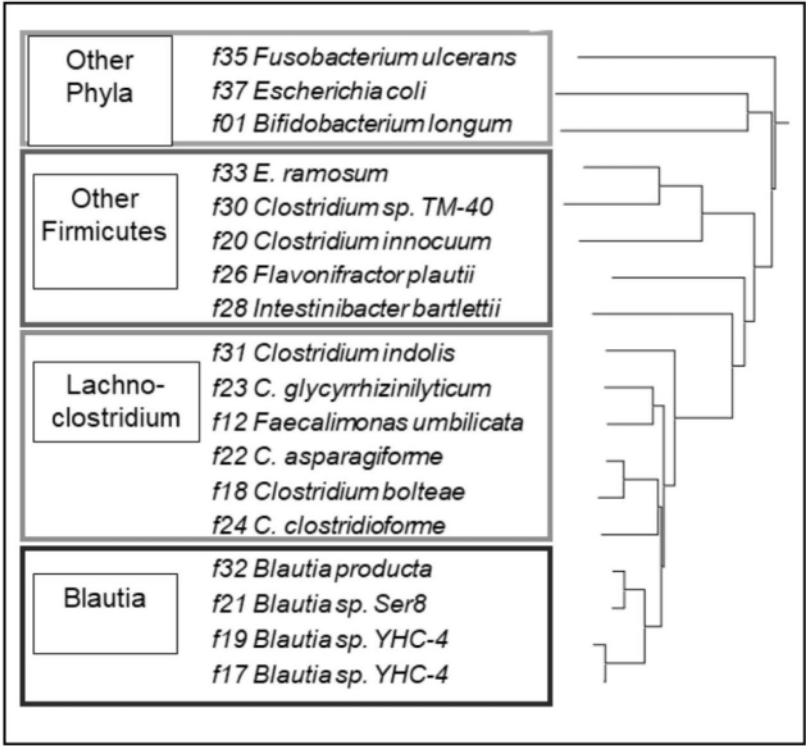 Other
Phyla
f35 Fusobacterium ulcerans
f37 Escherichia coli
f01 Bifidobacterium longum
Other
Firmicutes
f33 E. ramosum
f30 Clostridium sp. TM-40
f20 Clostridium innocuum
f26 Flavonifractor plautii
f28 Intestinibacter bartlettii
Lachno-
clostridium
f31 Clostridium indolis
f23 C. glycyrrhizinilyticum
f12 Faecalimonas umbilicata
f22 C. asparagiforme
f18 Clostridium bolteae
f24 C. clostridioforme
Blautia
f32 Blautia producta
f21 Blautia sp. Ser8
f19 Blautia sp. YHC-4
f17 Blautia sp. YHC-4